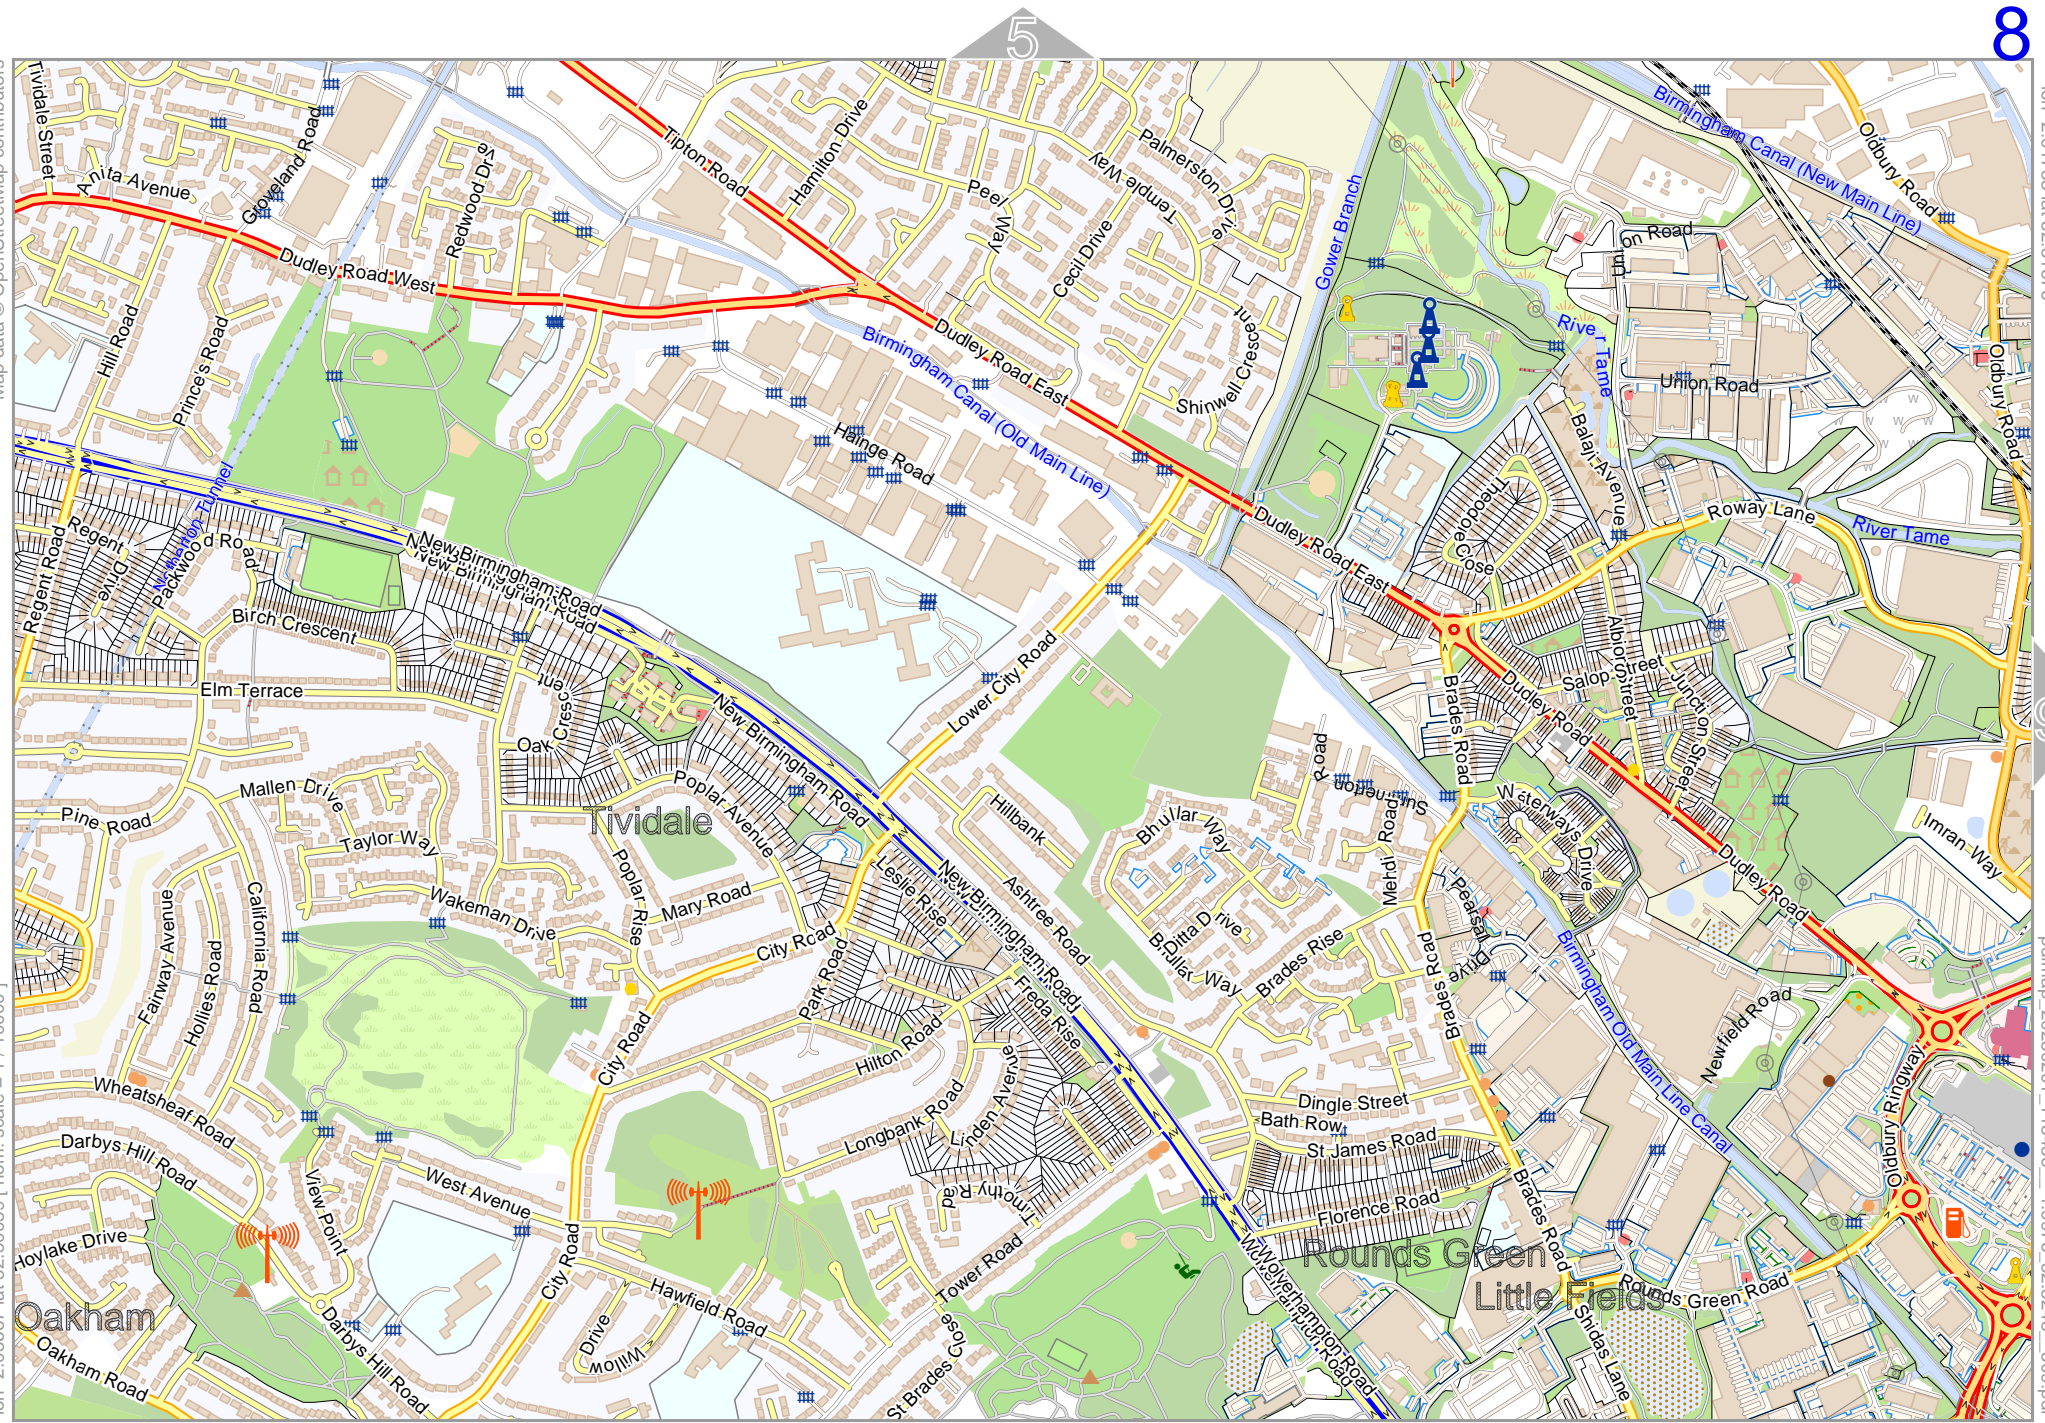 5
8
Tividale Street
Anita Avenue
Groveland Road
Redwood Drive
Tipton Road
Hamilton Drive
Peel Way
Temple Way
Palmerston Drive
Cecil Drive
Gower Branch
Birmingham Canal (New Main Line)
Oldbury Road
Union Road
Dudley Road West
Hill Road
Prince's Road
Birmingham Canal (Old Main Line)
Dudley Road East
Shinwell Crescent
River Tame
Union Road
Oldbury Road
Hainge Road
Balaji Avenue
Theodore Close
Roway Lane
River Tame
Netherton Tunnel
Regent Road
Regent Drive
Packwood Road
New Birmingham Road
New Birmingham Road
Dudley Road East
Birch Crescent
Elm Terrace
Oak Crescent
Lower City Road
Albion Street
Salop Street
Junction Street
Dudley Road
Brades Road
New Birmingham Road
Mallen Drive
Pine Road
Taylor Way
Tividale
Poplar Avenue
Hillbank
Bhullar Way
Summerton Road
Mehdi Road
Waterways Drive
Imran Way
Dudley Road
Fairway Avenue
Hollies Road
California Road
Wakeman Drive
Poplar Rise
Mary Road
Leslie Rise
New Birmingham Road
Ashtree Road
Ditta Drive
Bhullar Way
Brades Rise
Pearsall Drive
City Road
Park Road
Freda Rise
Brades Road
Birmingham Old Main Line Canal
Newfield Road
City Road
Hilton Road
Linden Avenue
Longbank Road
Timothy Road
Dingle Street
Bath Row
St James Road
Oldbury Ringway
Wheatsheaf Road
Darbys Hill Road
View Point
West Avenue
Florence Road
Brades Road
Hoylake Drive
City Road
Tower Road
Rounds Green
Little Fields
Rounds Green Road
Oakham
Oakham Road
Darbys Hill Road
Willow Drive
Hawfield Road
St Brades Close
Wolverhampton Road
Wolverhampton Road
Shidas Lane